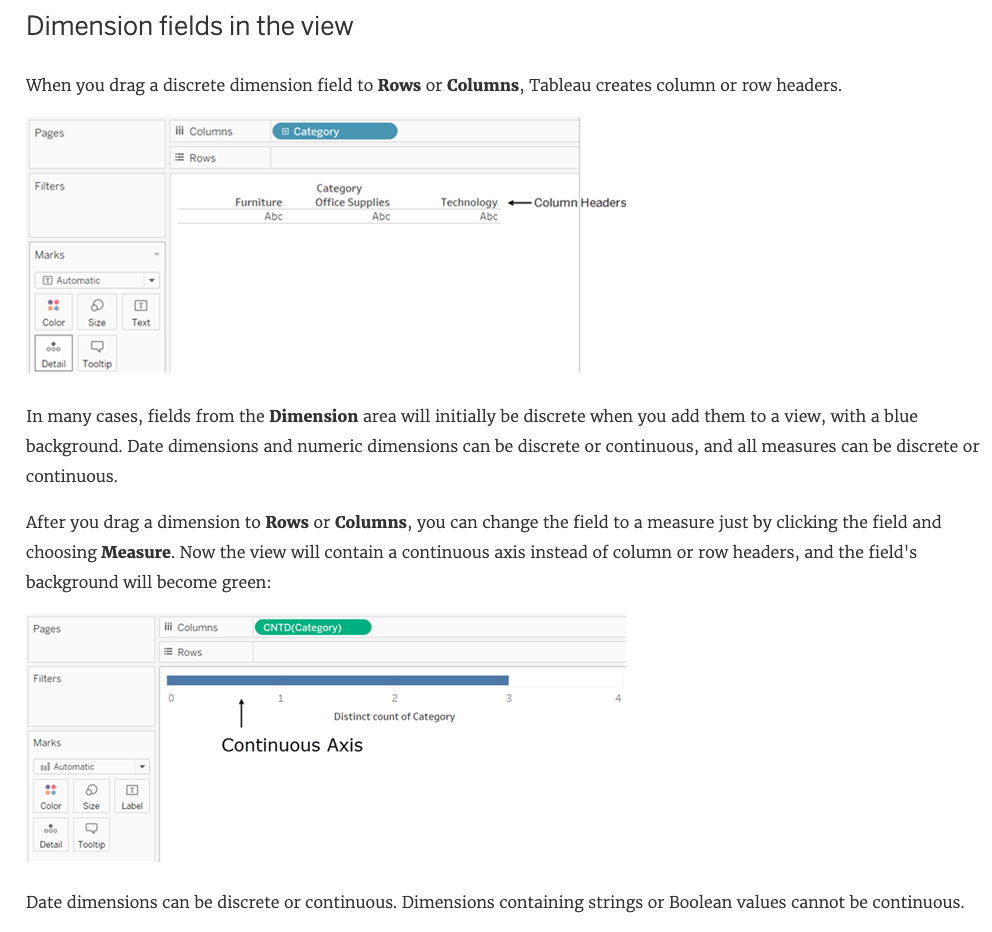 Dimension fields in the view
When you drag a discrete dimension field to Rows or Columns, Tableau creates column or row headers.
Pages
Columns
Category
Rows
Filters
Category
Furniture Office Supplies Technology
Column Headers
Abc Abc Abc
Marks
Automatic
Color Size Text
Detail Tooltip
In many cases, fields from the Dimension area will initially be discrete when you add them to a view, with a blue
background. Date dimensions and numeric dimensions can be discrete or continuous, and all measures can be discrete or
continuous.
After you drag a dimension to Rows or Columns, you can change the field to a measure just by clicking the field and
choosing Measure. Now the view will contain a continuous axis instead of column or row headers, and the field's
background will become green:
Pages
Columns
CNTD(Category)
Rows
Filters
0 1 2 3 4
Distinct count of Category
Continuous Axis
Marks
Automatic
Color Size Label
Detail Tooltip
Date dimensions can be discrete or continuous. Dimensions containing strings or Boolean values cannot be continuous.